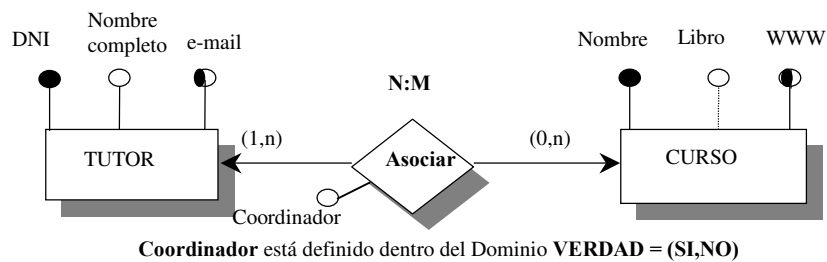 DNI
Nombre completo
e-mail
Nombre
Libro
WWW
N:M
(1,n)
(0,n)
TUTOR
Asociar
CURSO
Coordinador
Coordinador está definido dentro del Dominio VERDAD = (SI,NO)